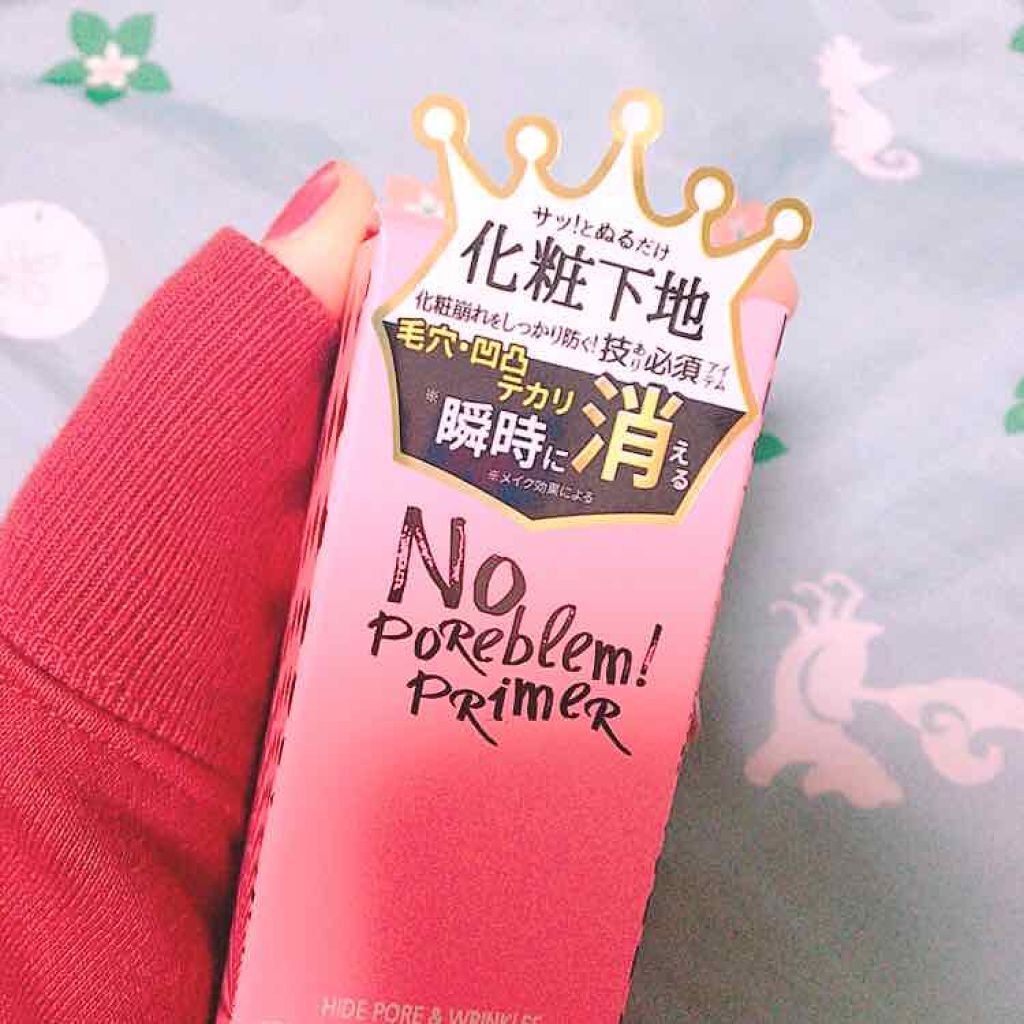 サッ!とぬるだけ
化粧下地
化粧崩れをしっかり防ぐ!技あり必須アイテム
毛穴・凹凸
テカリ
※瞬時に消える
※メイク効果による
No
Poreblem!
Primer
HIDE PORE & WRINKLES